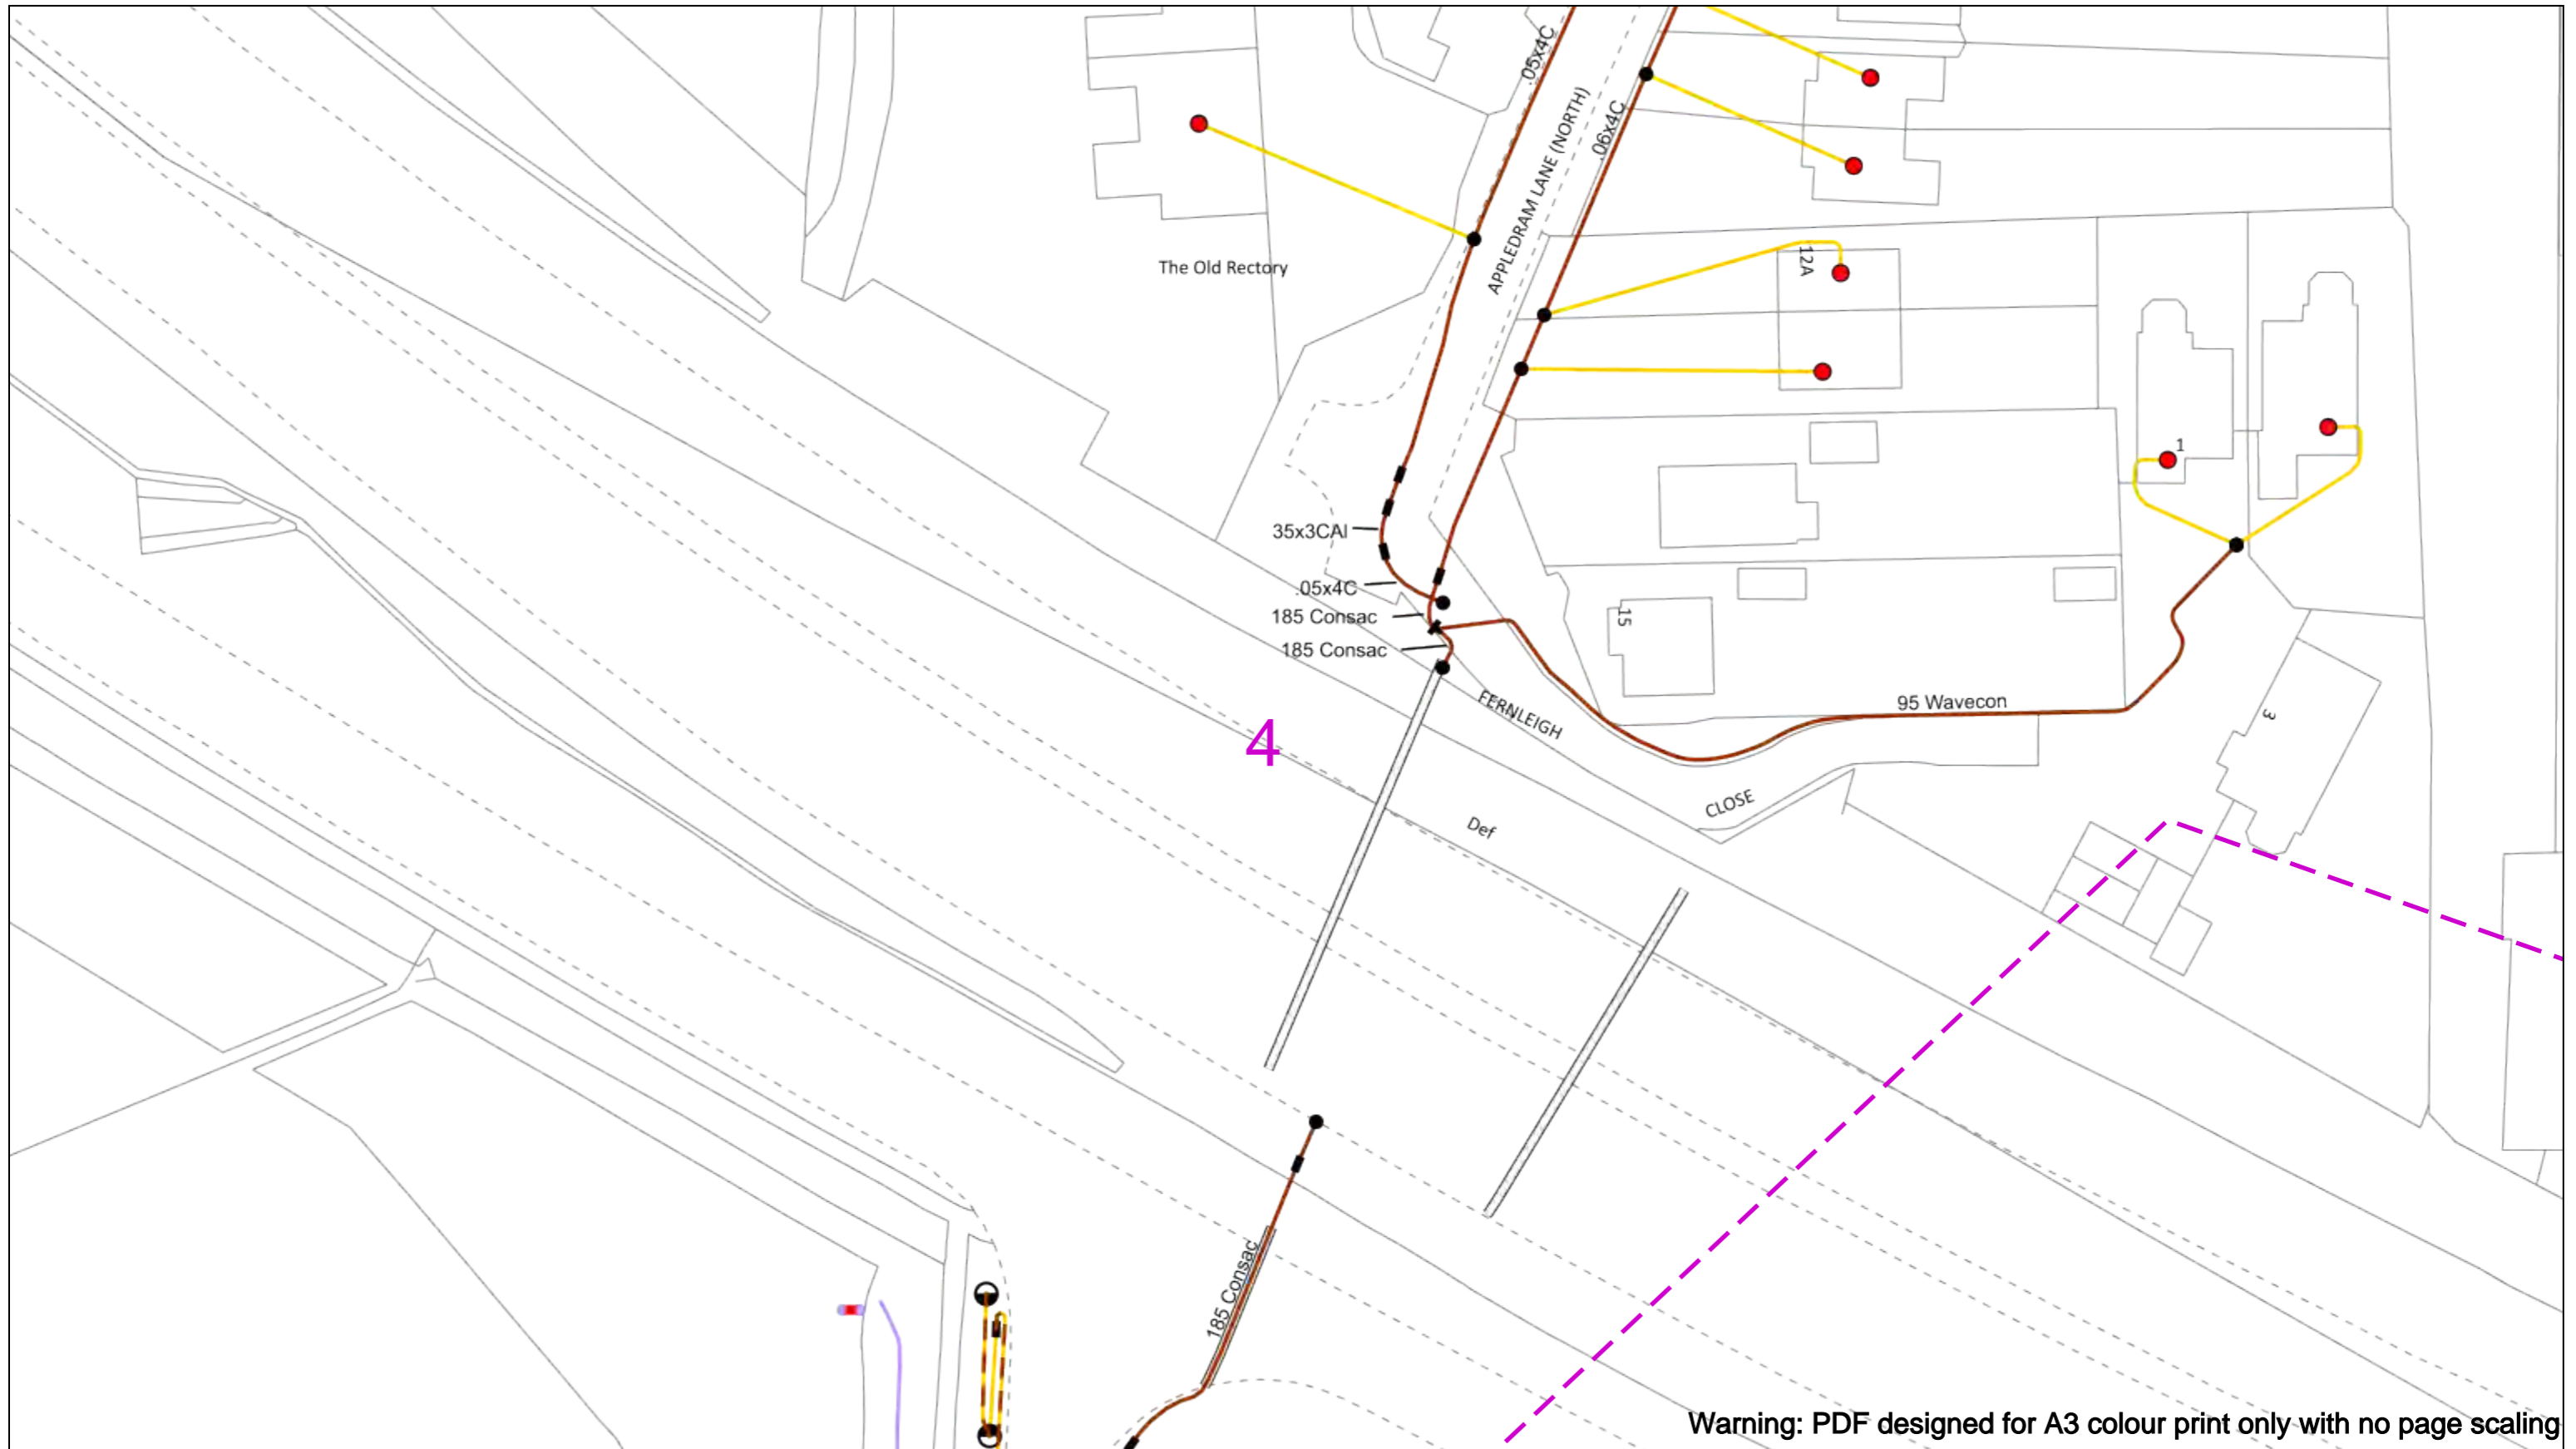 .05x4C
APPLEDRAM LANE (NORTH)
.06x4C
The Old Rectory
12A
1
35x3CAl
.05x4C
185 Consac
15
185 Consac
FERNLEIGH
95 Wavecon
3
4
CLOSE
Def
185 Consac
Warning: PDF designed for A3 colour print only with no page scaling